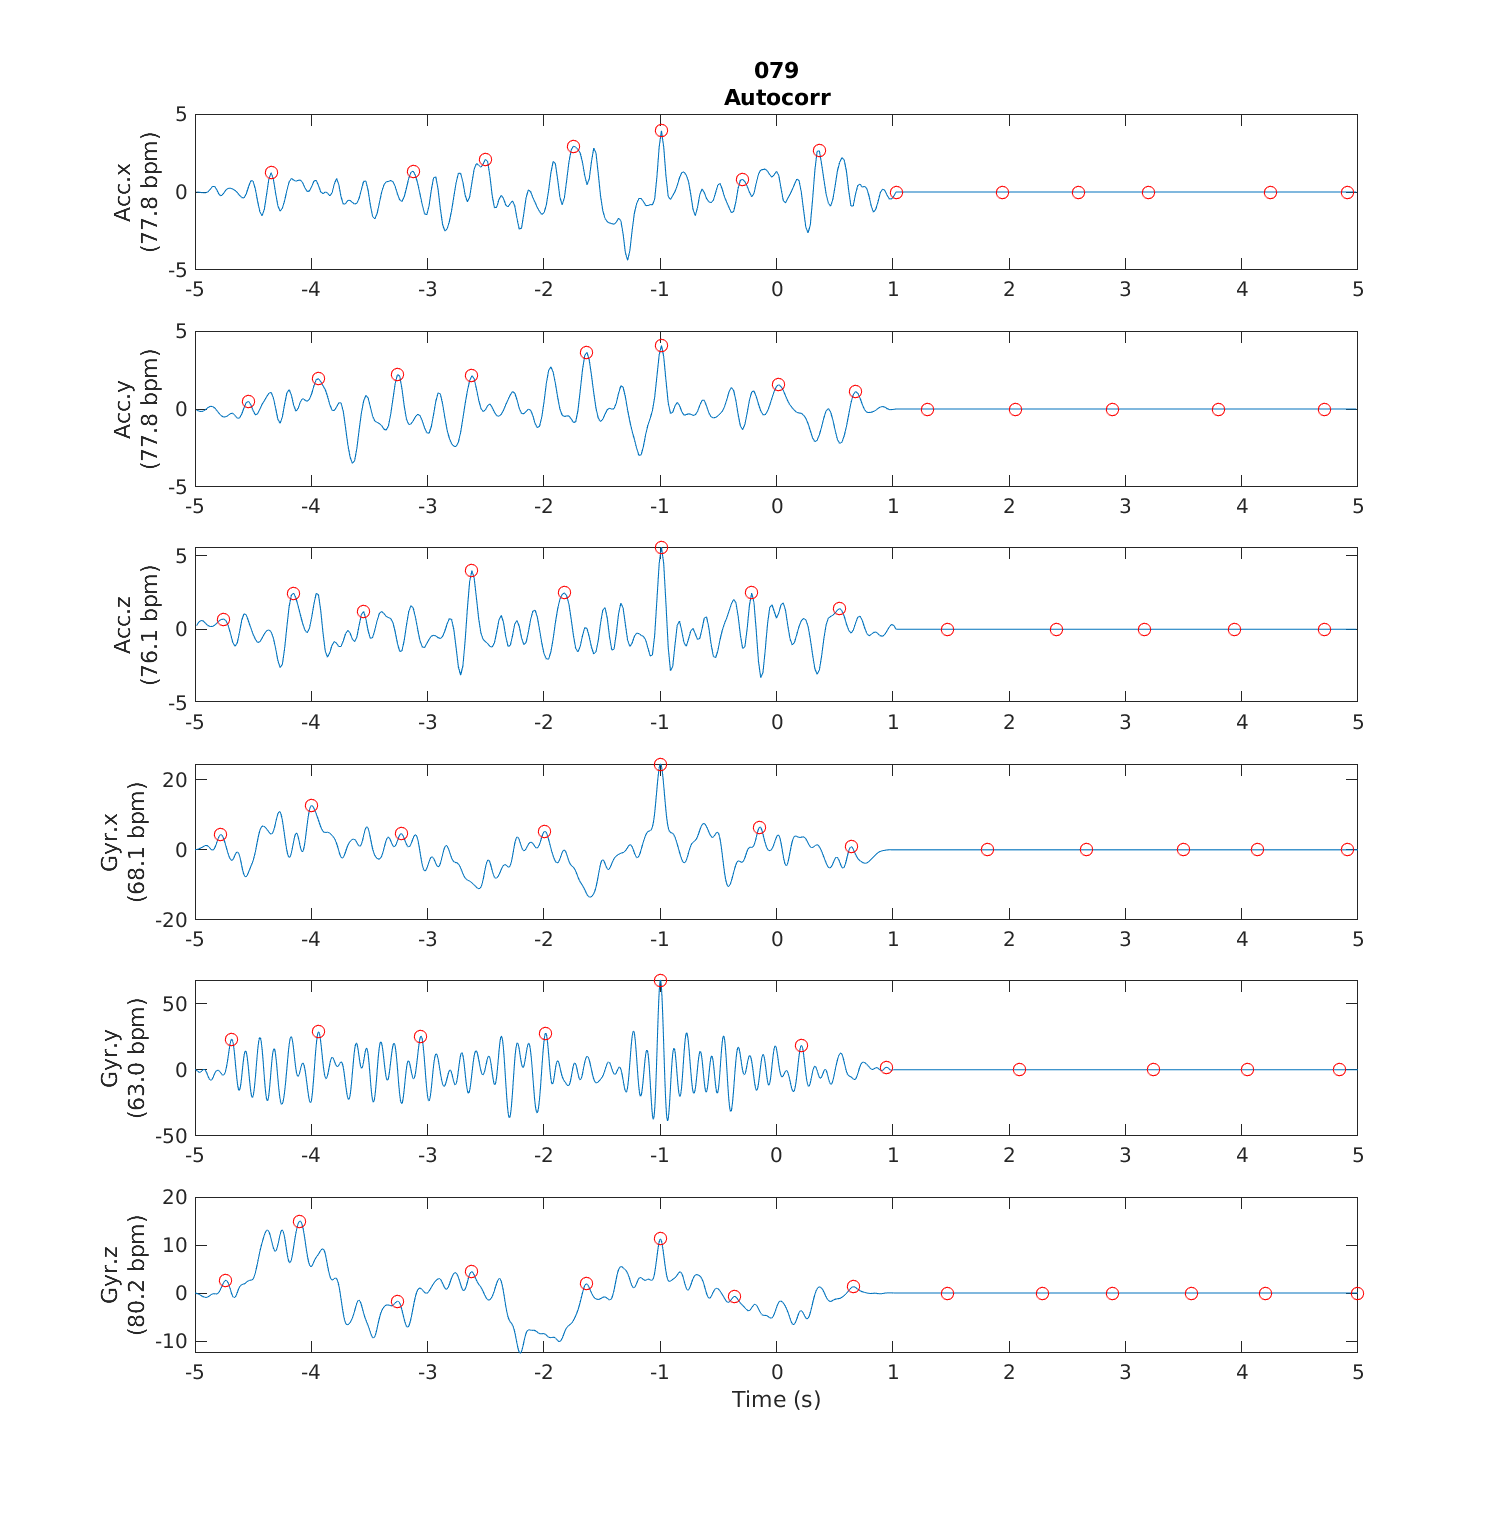 079
Autocorr
Acc.x
(77.8 bpm)
5
0
-5
-5 -4 -3 -2 -1 0 1 2 3 4 5
Acc.y
(77.8 bpm)
5
0
-5
-5 -4 -3 -2 -1 0 1 2 3 4 5
Acc.z
(76.1 bpm)
5
0
-5
-5 -4 -3 -2 -1 0 1 2 3 4 5
Gyr.x
(68.1 bpm)
20
0
-20
-5 -4 -3 -2 -1 0 1 2 3 4 5
Gyr.y
(63.0 bpm)
50
0
-50
-5 -4 -3 -2 -1 0 1 2 3 4 5
Gyr.z
(80.2 bpm)
20
10
0
-10
-5 -4 -3 -2 -1 0 1 2 3 4 5
Time (s)